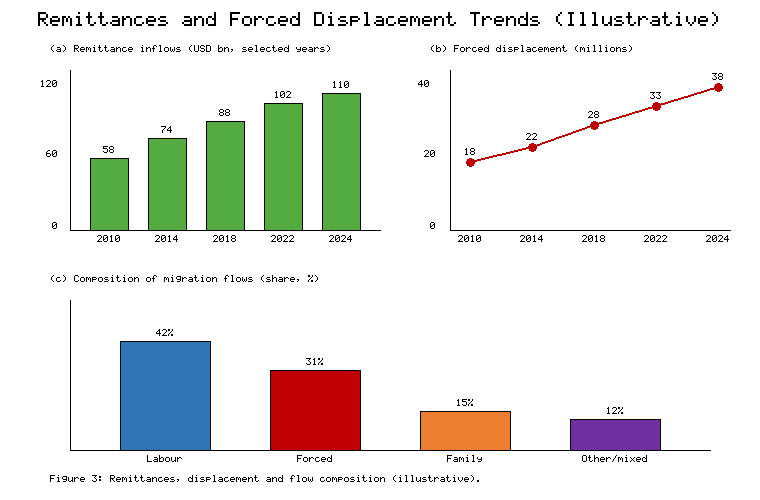 Remittances and Forced Displacement Trends (Illustrative)
(a) Remittance inflows (USD bn, selected years)
120
60
0
58
74
88
102
110
2010 2014 2018 2022 2024
(b) Forced displacement (millions)
40
20
0
18
22
28
33
38
2010 2014 2018 2022 2024
(c) Composition of migration flows (share, %)
42%
31%
15%
12%
Labour Forced Family Other/mixed
Figure 3: Remittances, displacement and flow composition (illustrative).